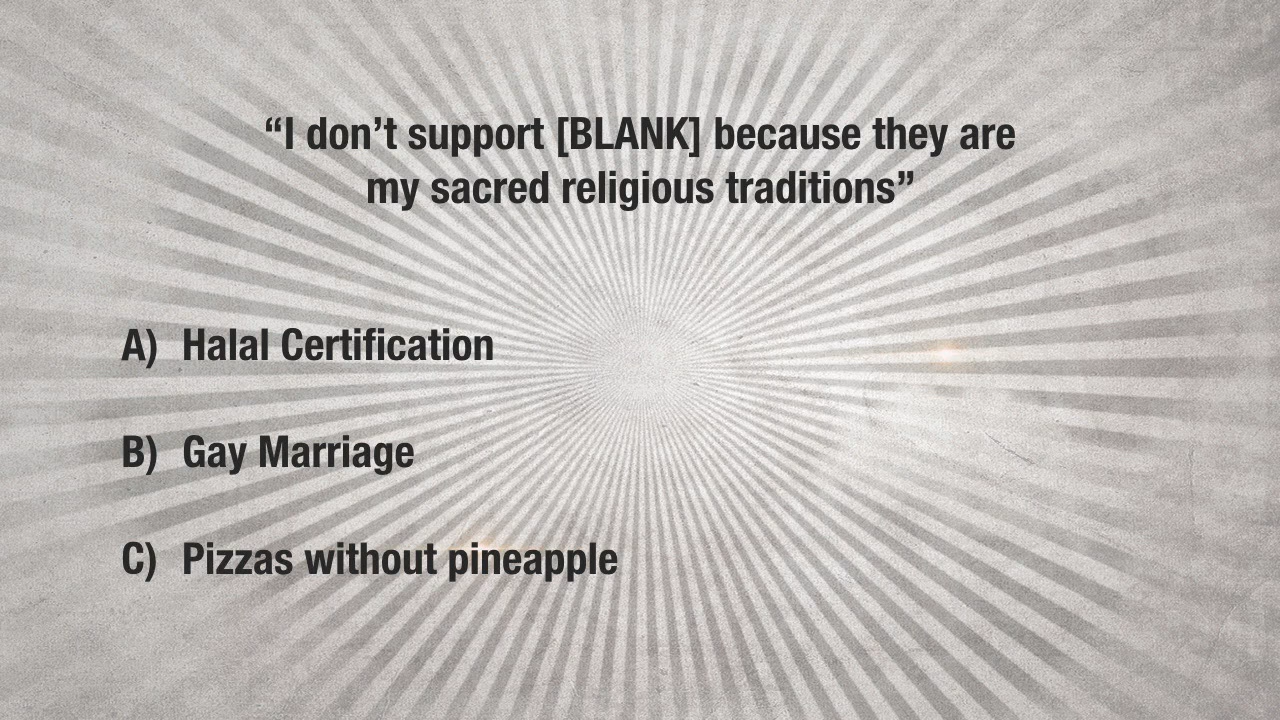 “I don’t support [BLANK] because they are
my sacred religious traditions”
A) Halal Certification
B) Gay Marriage
C) Pizzas without pineapple